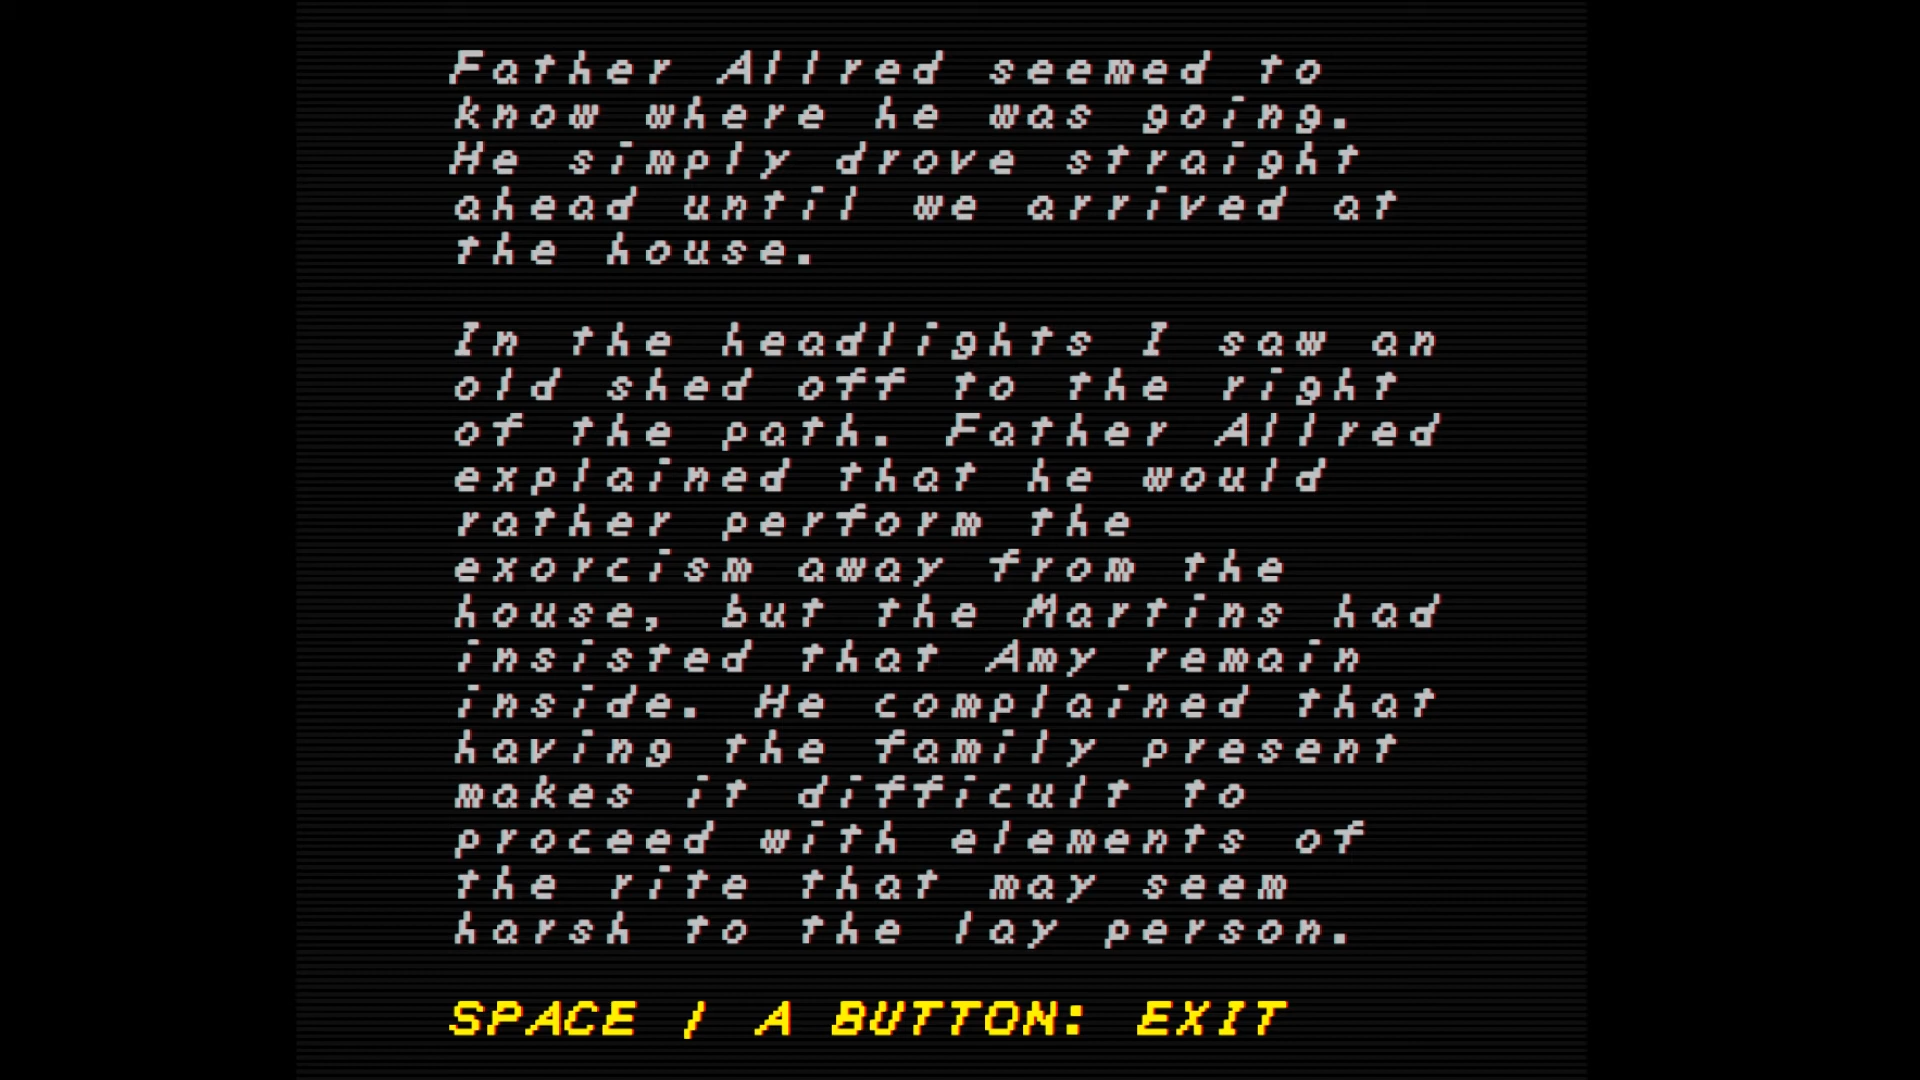 Father Allred seemed to
know where he was going.
He simply drove straight
ahead until we arrived at
the house.
In the headlights I saw an
old shed off to the right
of the path. Father Allred
explained that he would
rather perform the
exorcism away from the
house, but the Martins had
insisted that Amy remain
inside. He complained that
having the family present
makes it difficult to
proceed with elements of
the rite that may seem
harsh to the lay person.
SPACE / A BUTTON: EXIT